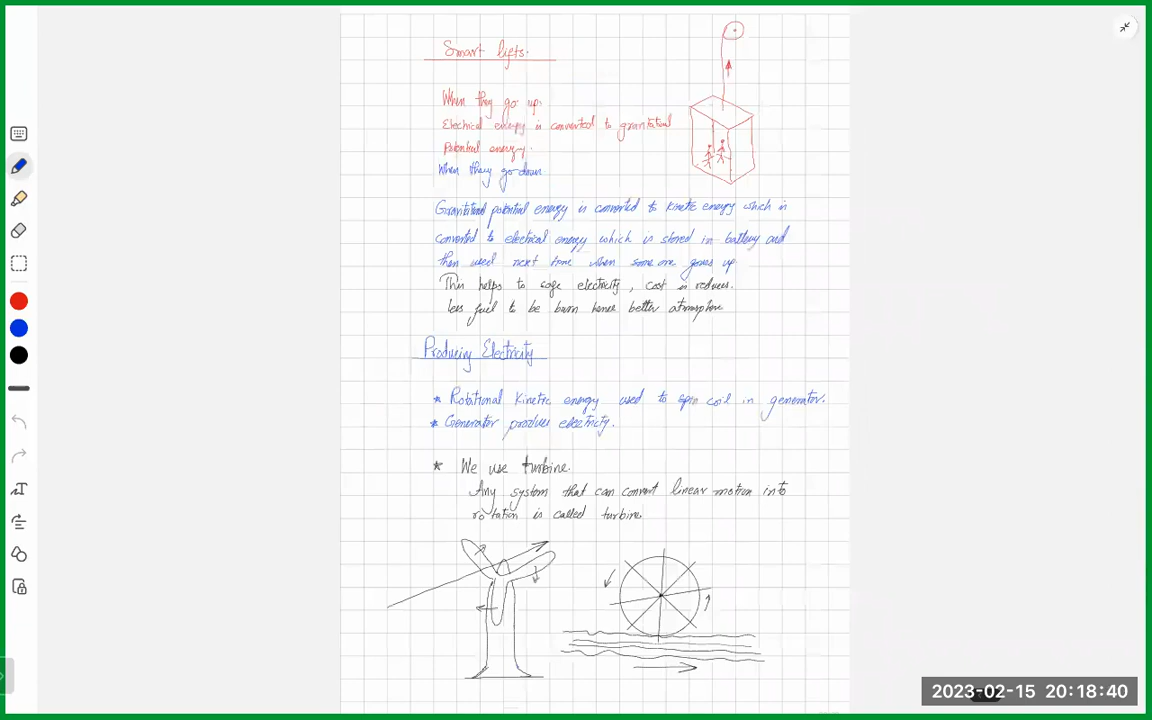 Smart lifts.
When they go up.
Electrical energy is converted to gravitational
Potential energy.
When they go down
Gravitational potential energy is converted to kinetic energy which is
converted to electrical energy which is stored in battery and
then used next time when some one goes up
This helps to safe electricity, cost is reduces.
less fuel to be burn hense better atmosphere
Producing Electricity
* Rotational Kinetic energy used to spin coil in generator.
* Generator produces electricity.
* We use turbine.
Any system that can convert linear motion into
rotation is called turbine.
2023-02-15 20:18:40